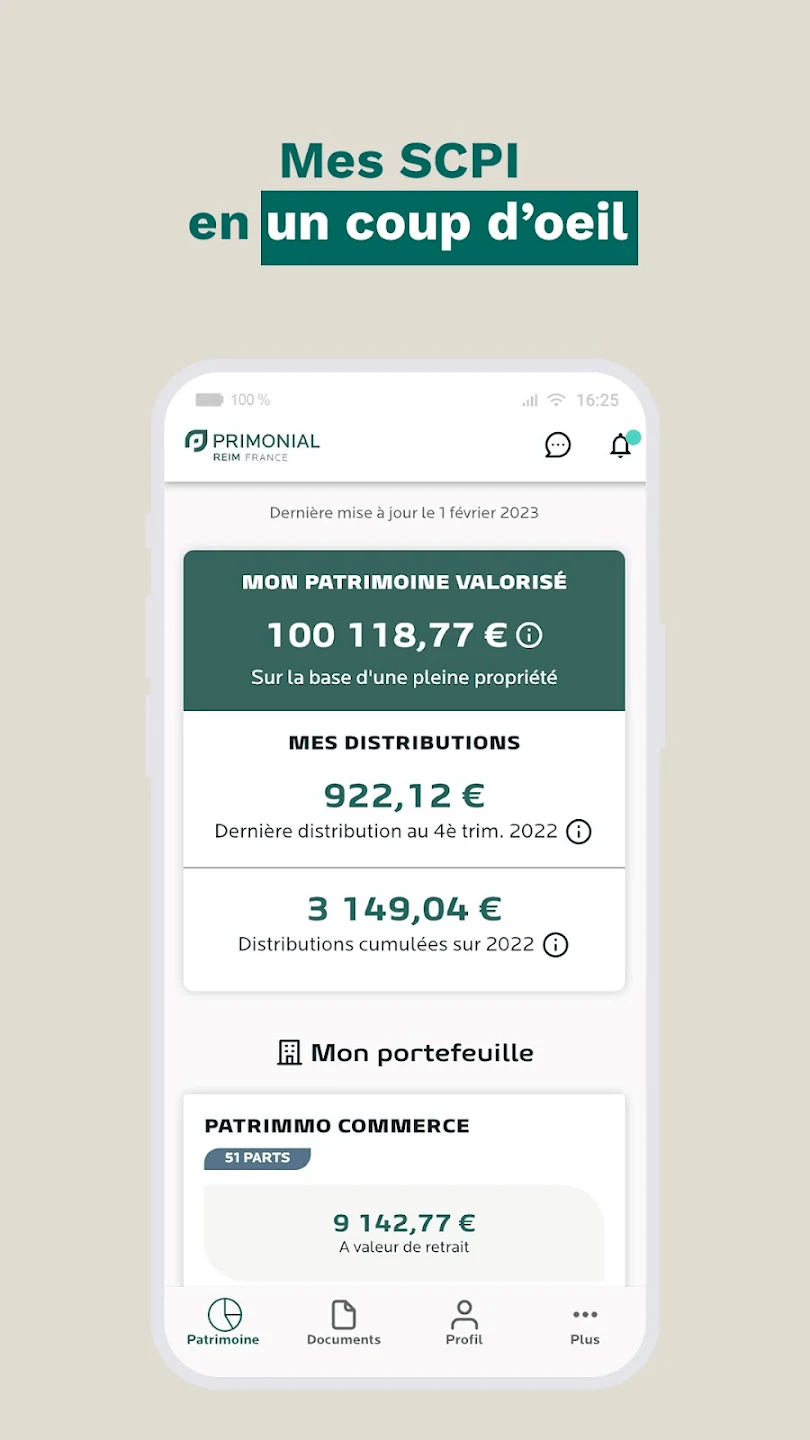 Mes SCPI
en un coup d’oeil
100 %
16:25
PRIMONIAL
REIM FRANCE
Dernière mise à jour le 1 février 2023
MON PATRIMOINE VALORISÉ
100 118,77 €
Sur la base d'une pleine propriété
MES DISTRIBUTIONS
922,12 €
Dernière distribution au 4è trim. 2022
3 149,04 €
Distributions cumulées sur 2022
Mon portefeuille
PATRIMMO COMMERCE
51 PARTS
9 142,77 €
A valeur de retrait
Patrimoine Documents Profil Plus